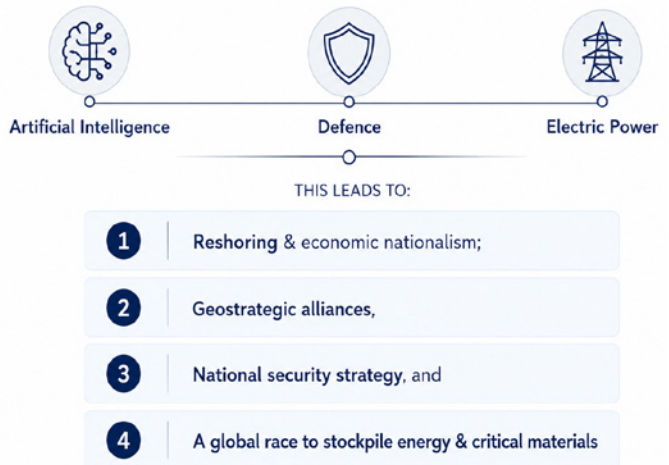 Artificial Intelligence
Defence
Electric Power
THIS LEADS TO:
1 Reshoring & economic nationalism;
2 Geostrategic alliances,
3 National security strategy, and
4 A global race to stockpile energy & critical materials